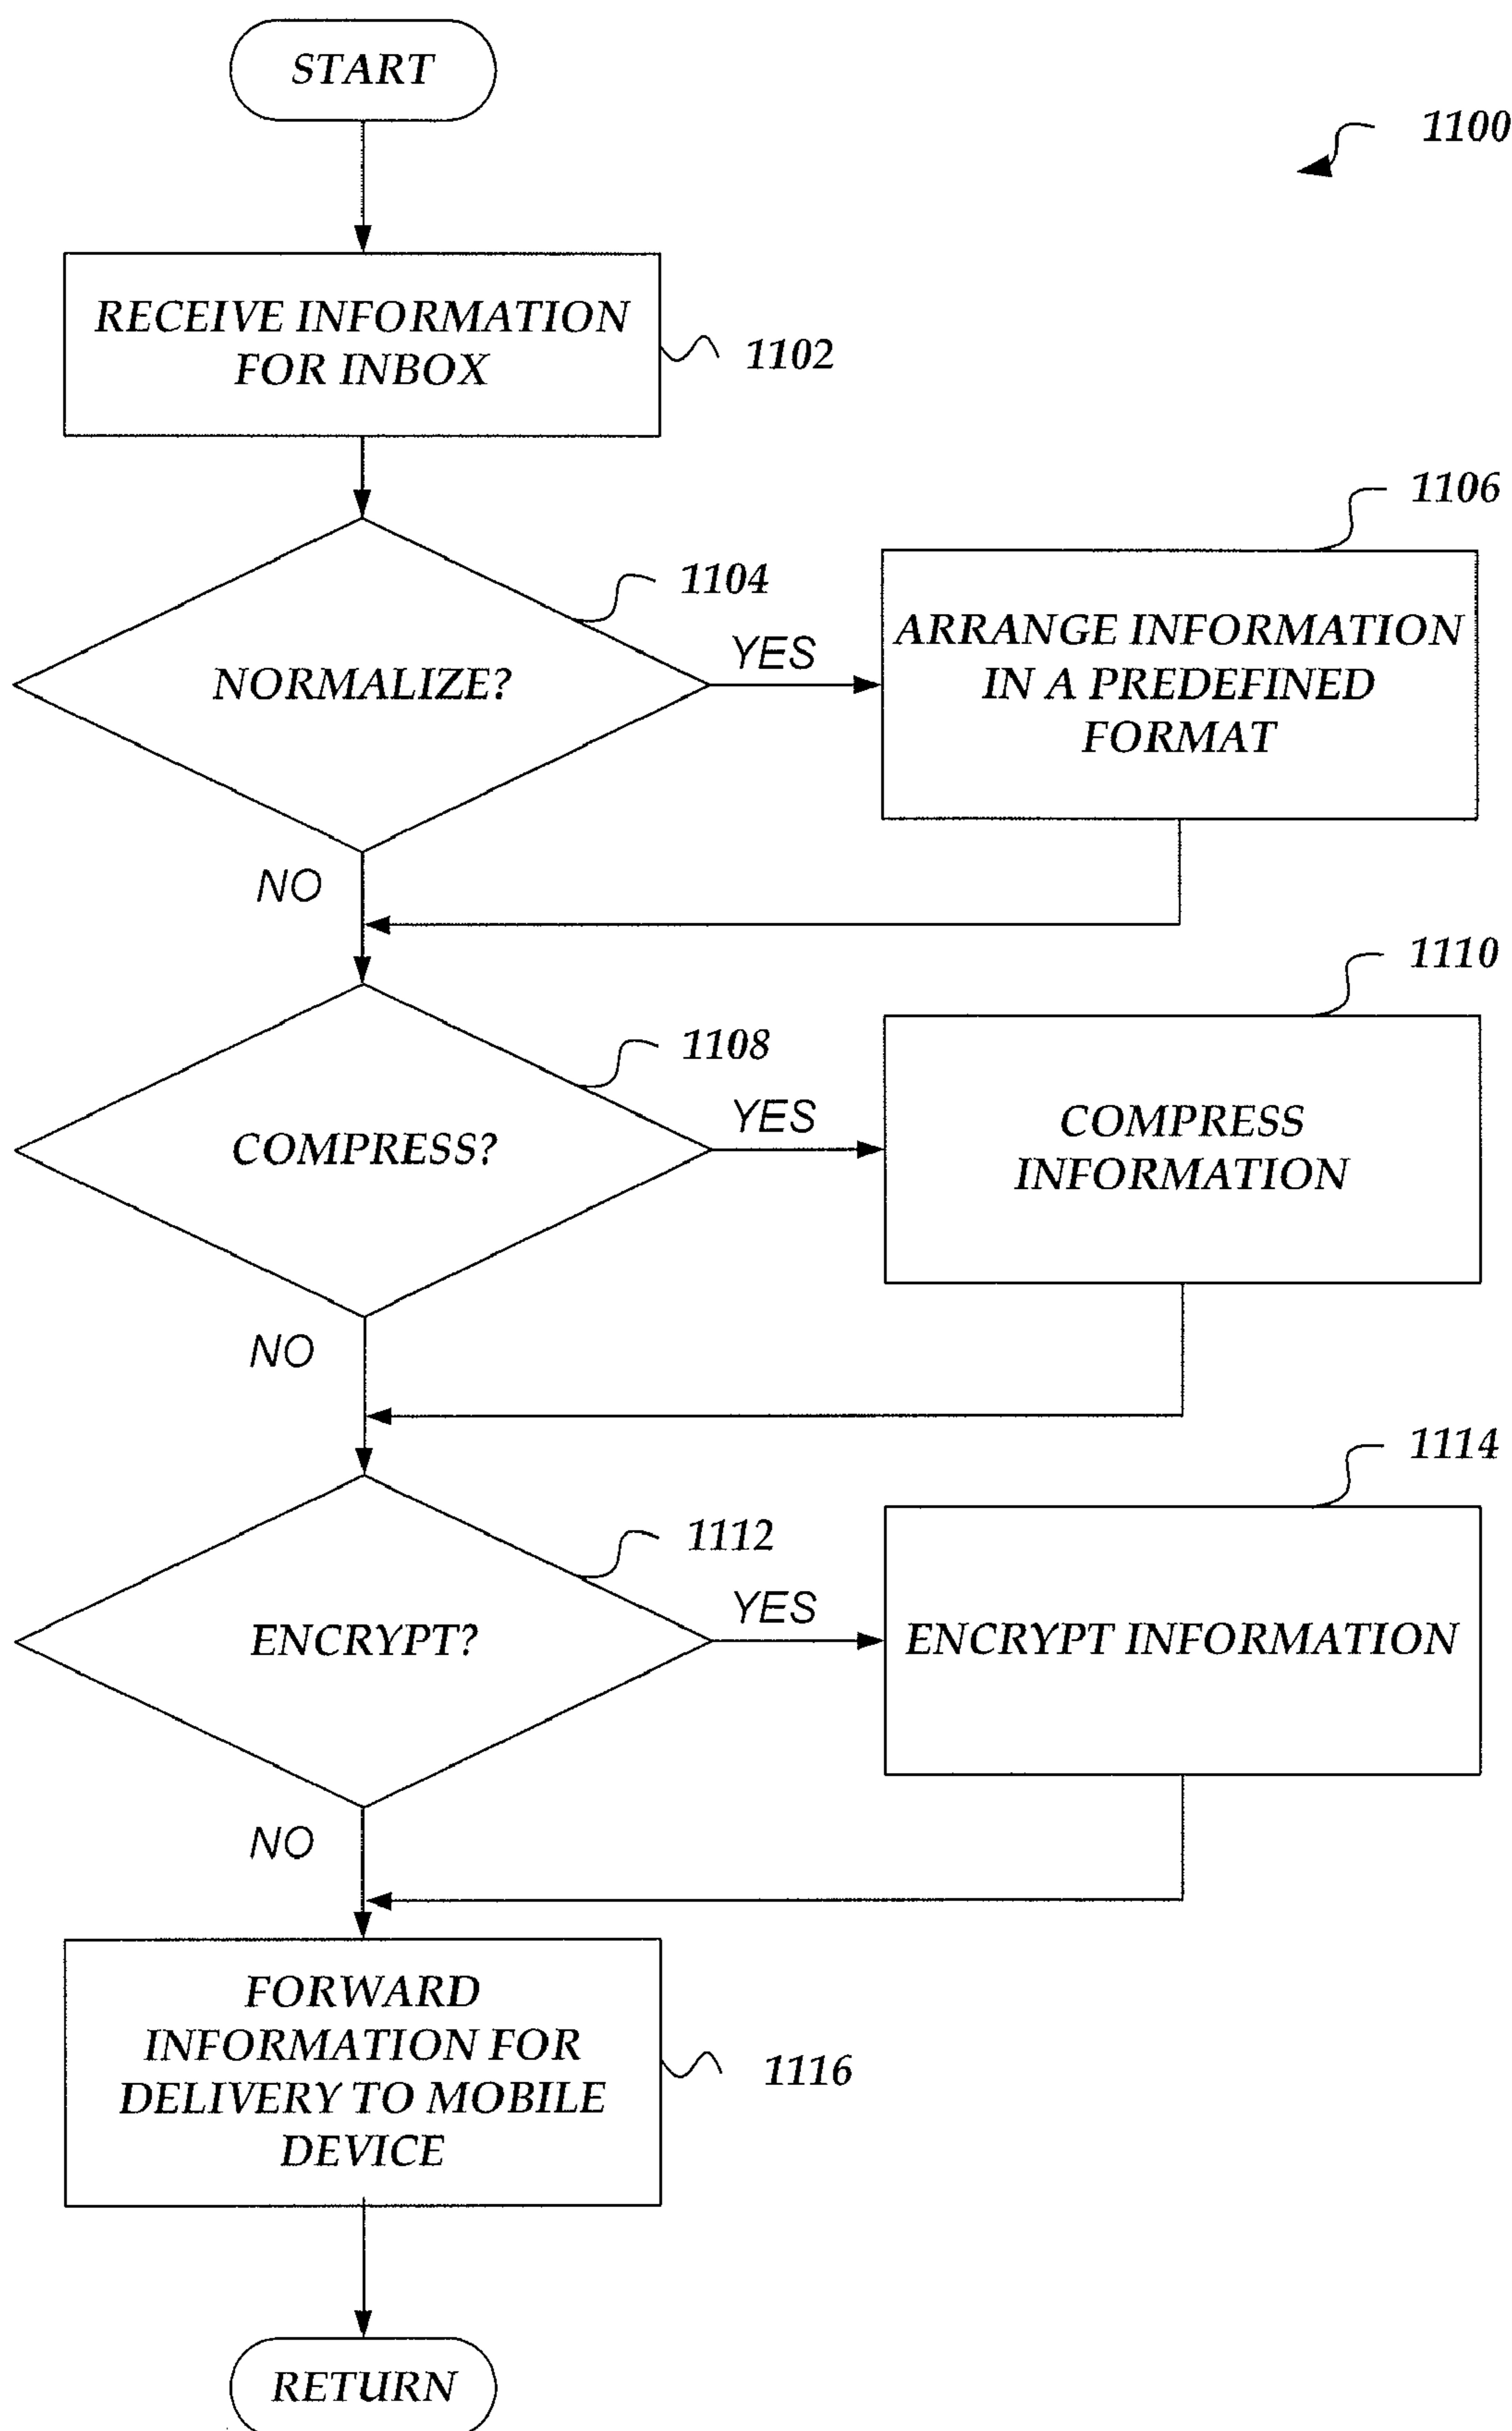 START
1100
RECEIVE INFORMATION
FOR INBOX
1102
1106
1104
NORMALIZE?
YES
ARRANGE INFORMATION
IN A PREDEFINED
FORMAT
NO
1110
1108
COMPRESS?
YES
COMPRESS
INFORMATION
NO
1114
1112
ENCRYPT?
YES
ENCRYPT INFORMATION
NO
FORWARD
INFORMATION FOR
DELIVERY TO MOBILE
DEVICE
1116
RETURN